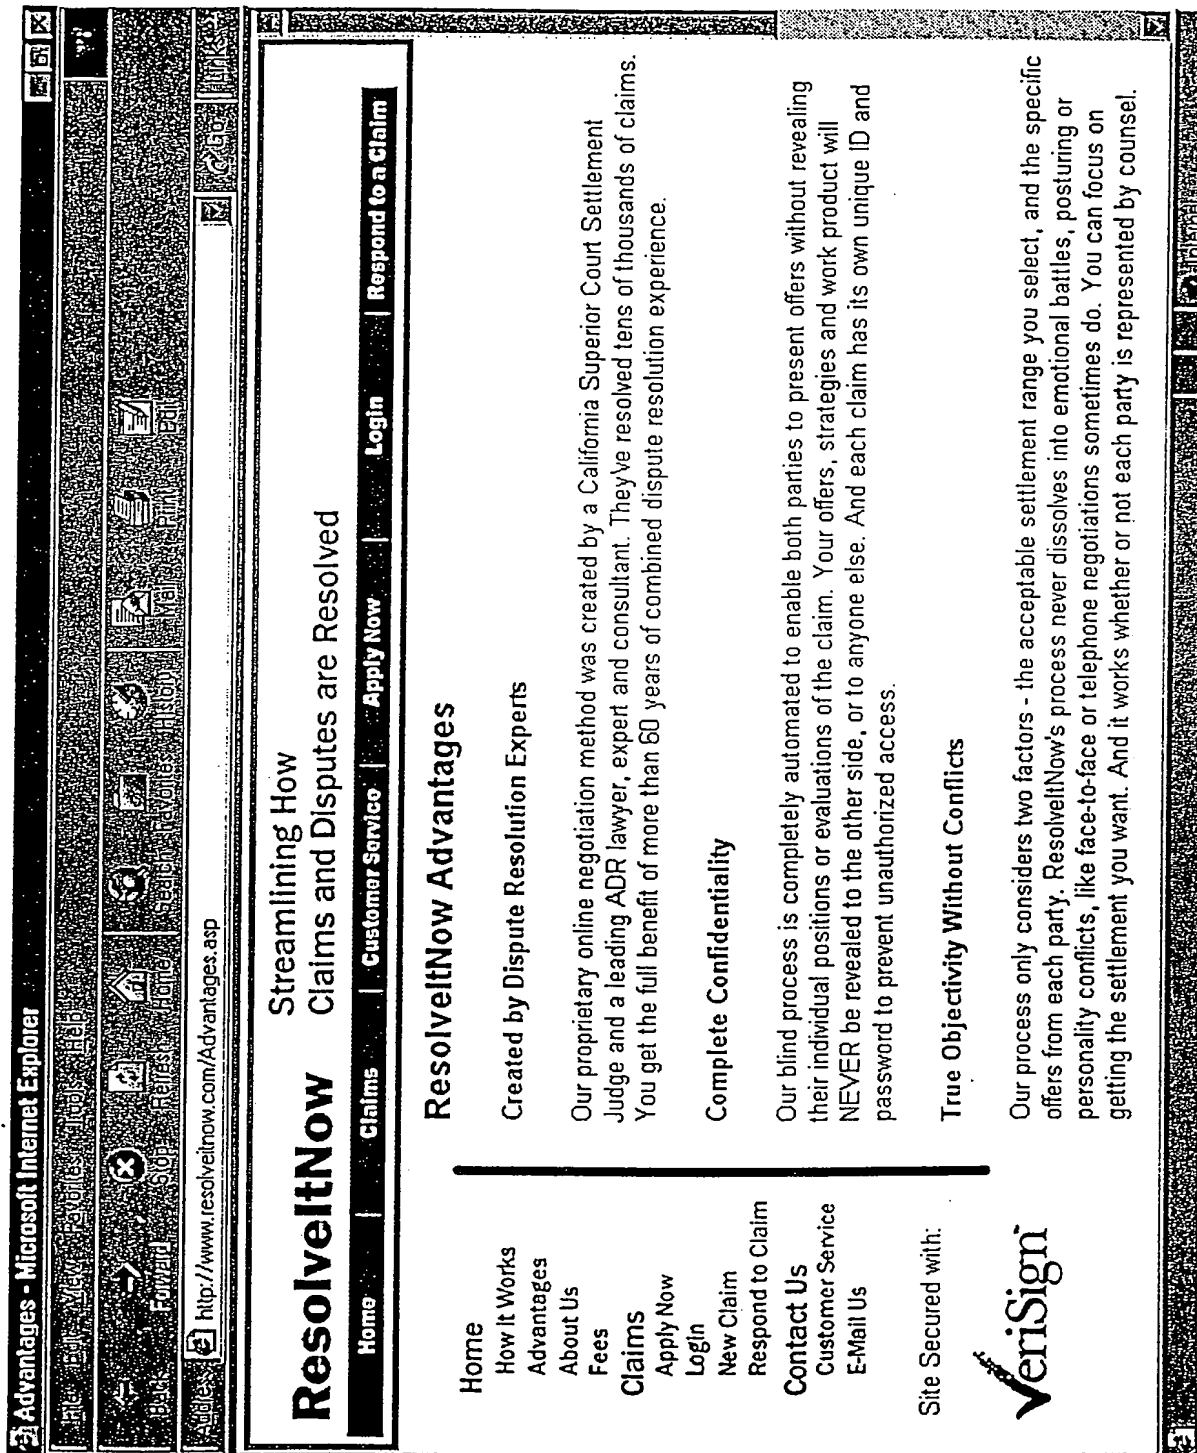 Advantages - Microsoft Internet Explorer
View Favorites Tools Help
Back Forward Stop Refresh Home Search Favorites History Mail Print Edit
Address http://www.resolveitnow.com/Advantages.asp Go Links
ResolveItNow
Streamlining How
Claims and Disputes are Resolved
Home | Claims | Customer Service | Apply Now | Login | Respond to a Claim
Home
How It Works
Advantages
About Us
Fees
Claims
Apply Now
Login
New Claim
Respond to Claim
Contact Us
Customer Service
E-Mail Us
Site Secured with:
VeriSign™
ResolveItNow Advantages
Created by Dispute Resolution Experts
Our proprietary online negotiation method was created by a California Superior Court Settlement
Judge and a leading ADR lawyer, expert and consultant. They've resolved tens of thousands of claims.
You get the full benefit of more than 60 years of combined dispute resolution experience.
Complete Confidentiality
Our blind process is completely automated to enable both parties to present offers without revealing
their individual positions or evaluations of the claim. Your offers, strategies and work product will
NEVER be revealed to the other side, or to anyone else. And each claim has its own unique ID and
password to prevent unauthorized access.
True Objectivity Without Conflicts
Our process only considers two factors - the acceptable settlement range you select, and the specific
offers from each party. ResolveItNow's process never dissolves into emotional battles, posturing or
personality conflicts, like face-to-face or telephone negotiations sometimes do. You can focus on
getting the settlement you want. And it works whether or not each party is represented by counsel.
Internet